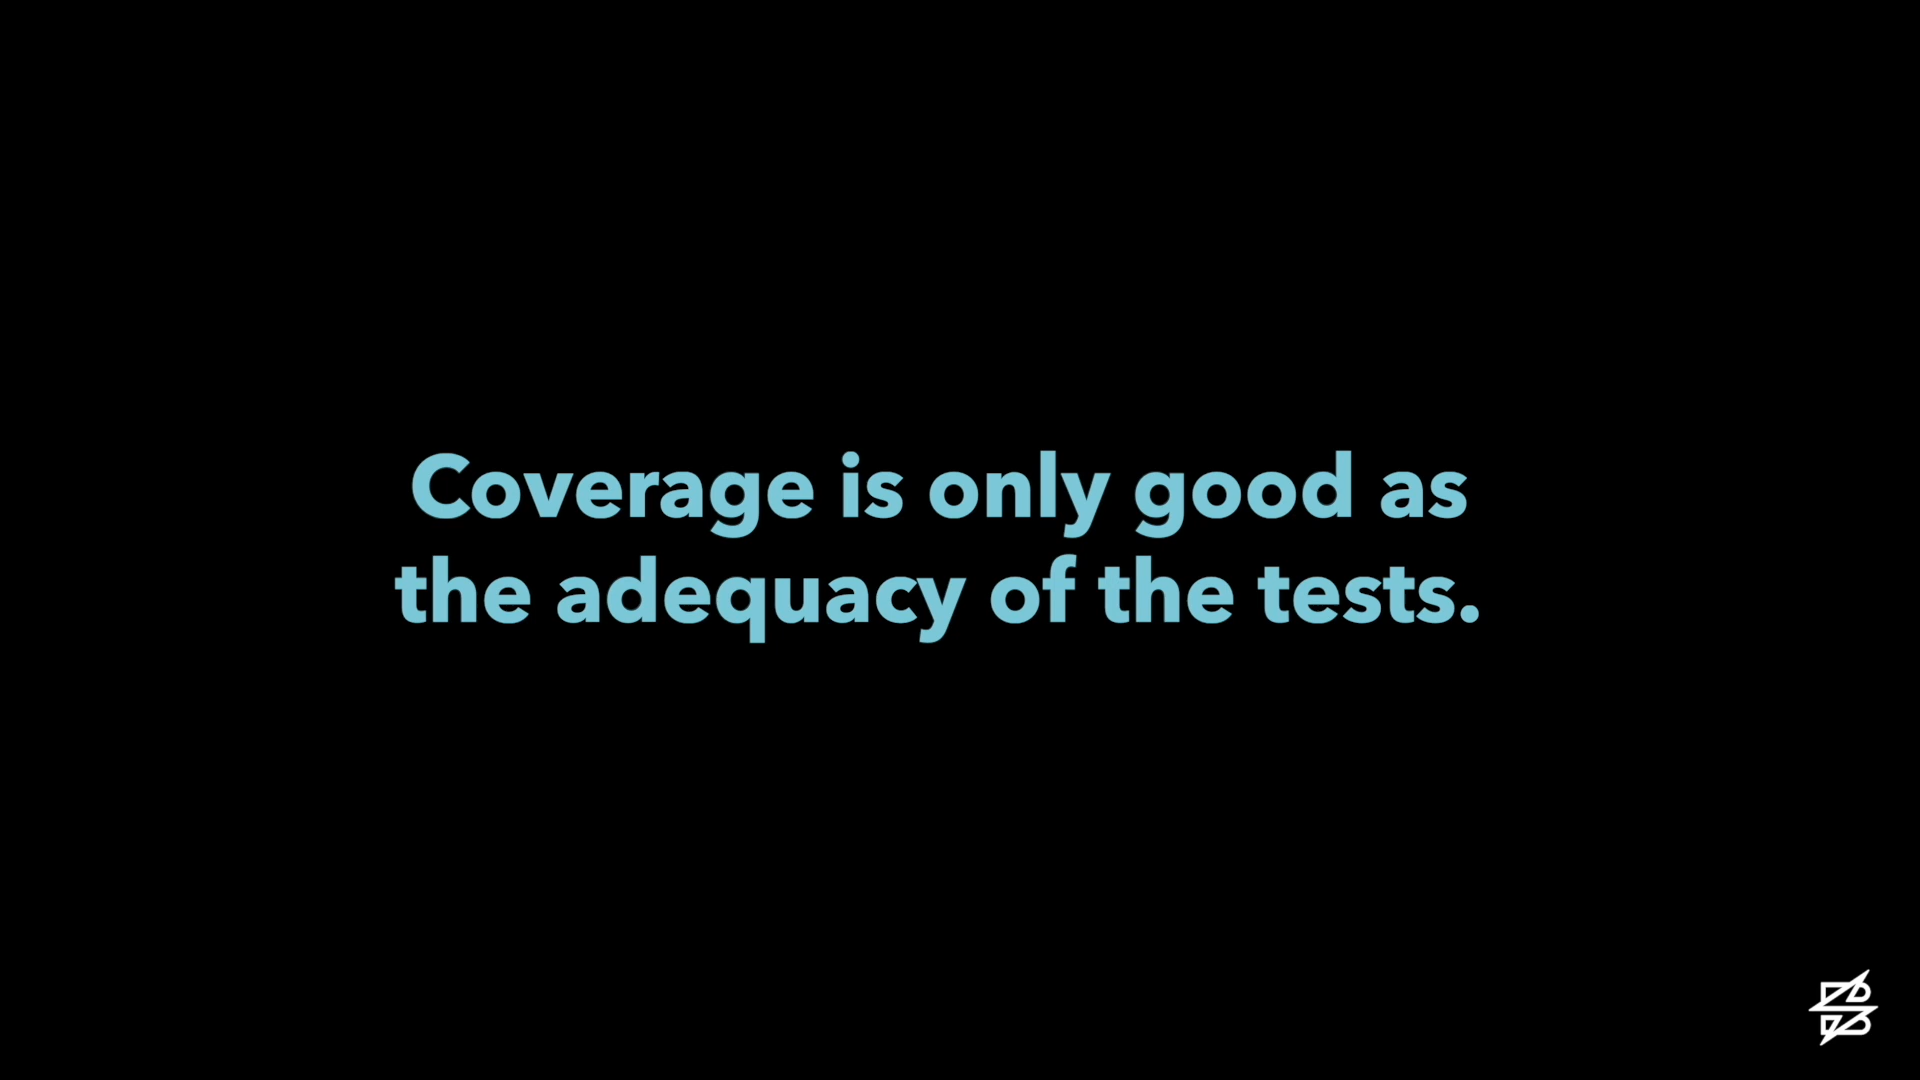 Coverage is only good as
the adequacy of the tests.